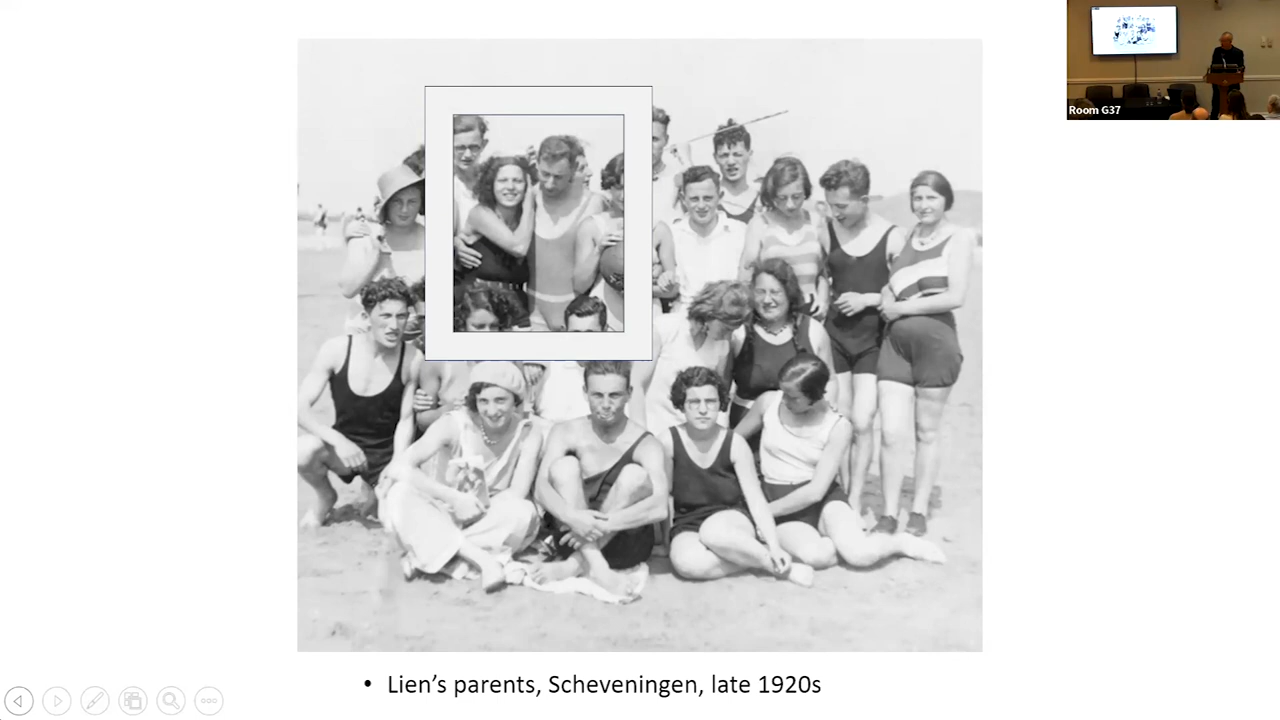 Room G37
• Lien's parents, Scheveningen, late 1920s